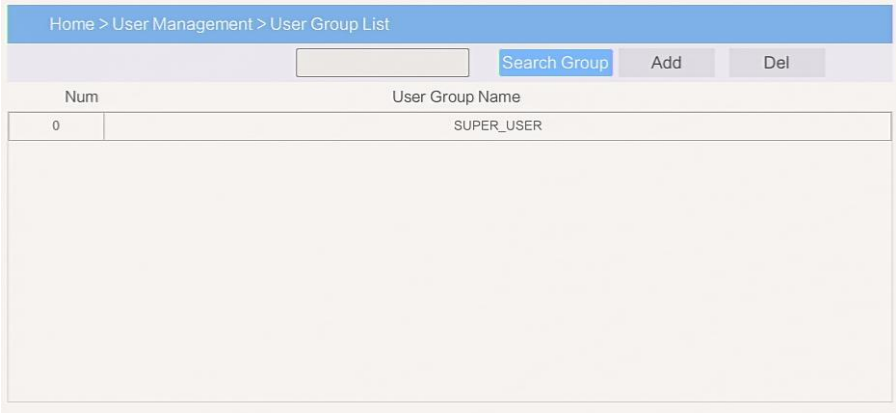 Home > User Management > User Group List
Search Group Add Del
Num User Group Name
0 SUPER_USER